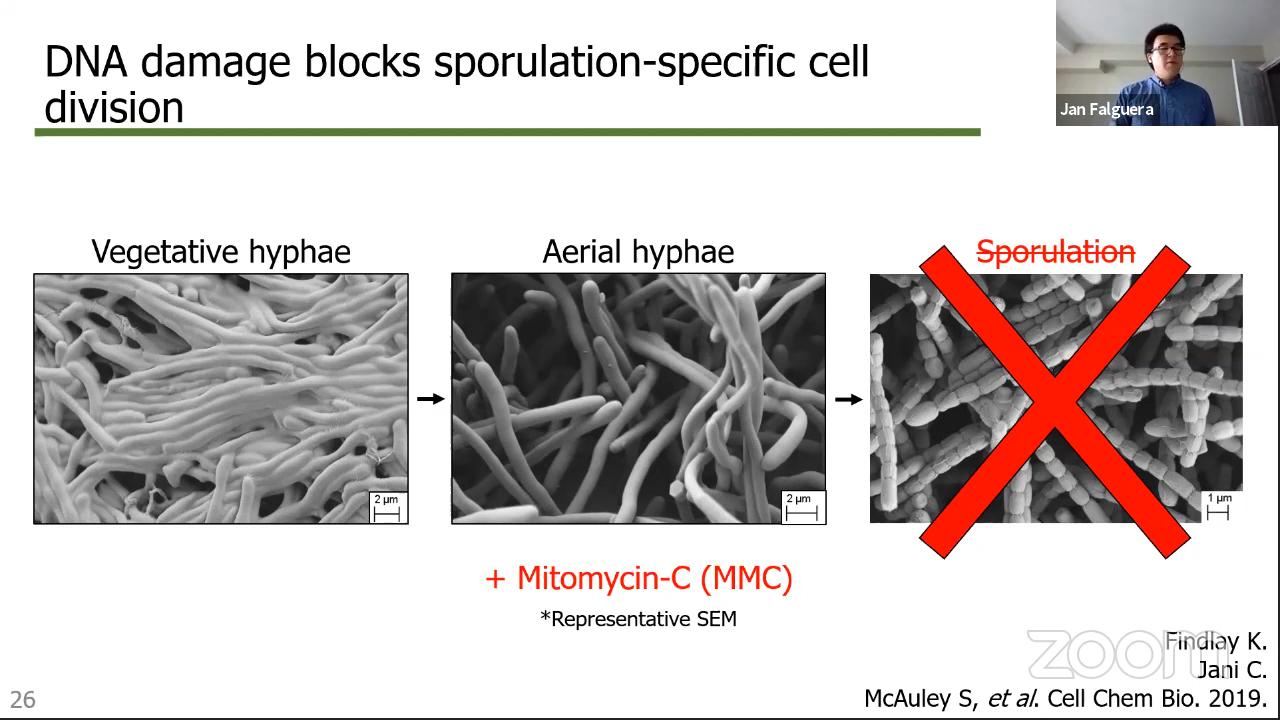 DNA damage blocks sporulation-specific cell
division
Jan Falguera
Vegetative hyphae
Aerial hyphae
Sporulation
2 µm
2 µm
1 µm
+ Mitomycin-C (MMC)
*Representative SEM
zoom
Findlay K.
Jani C.
McAuley S, et al. Cell Chem Bio. 2019.
26